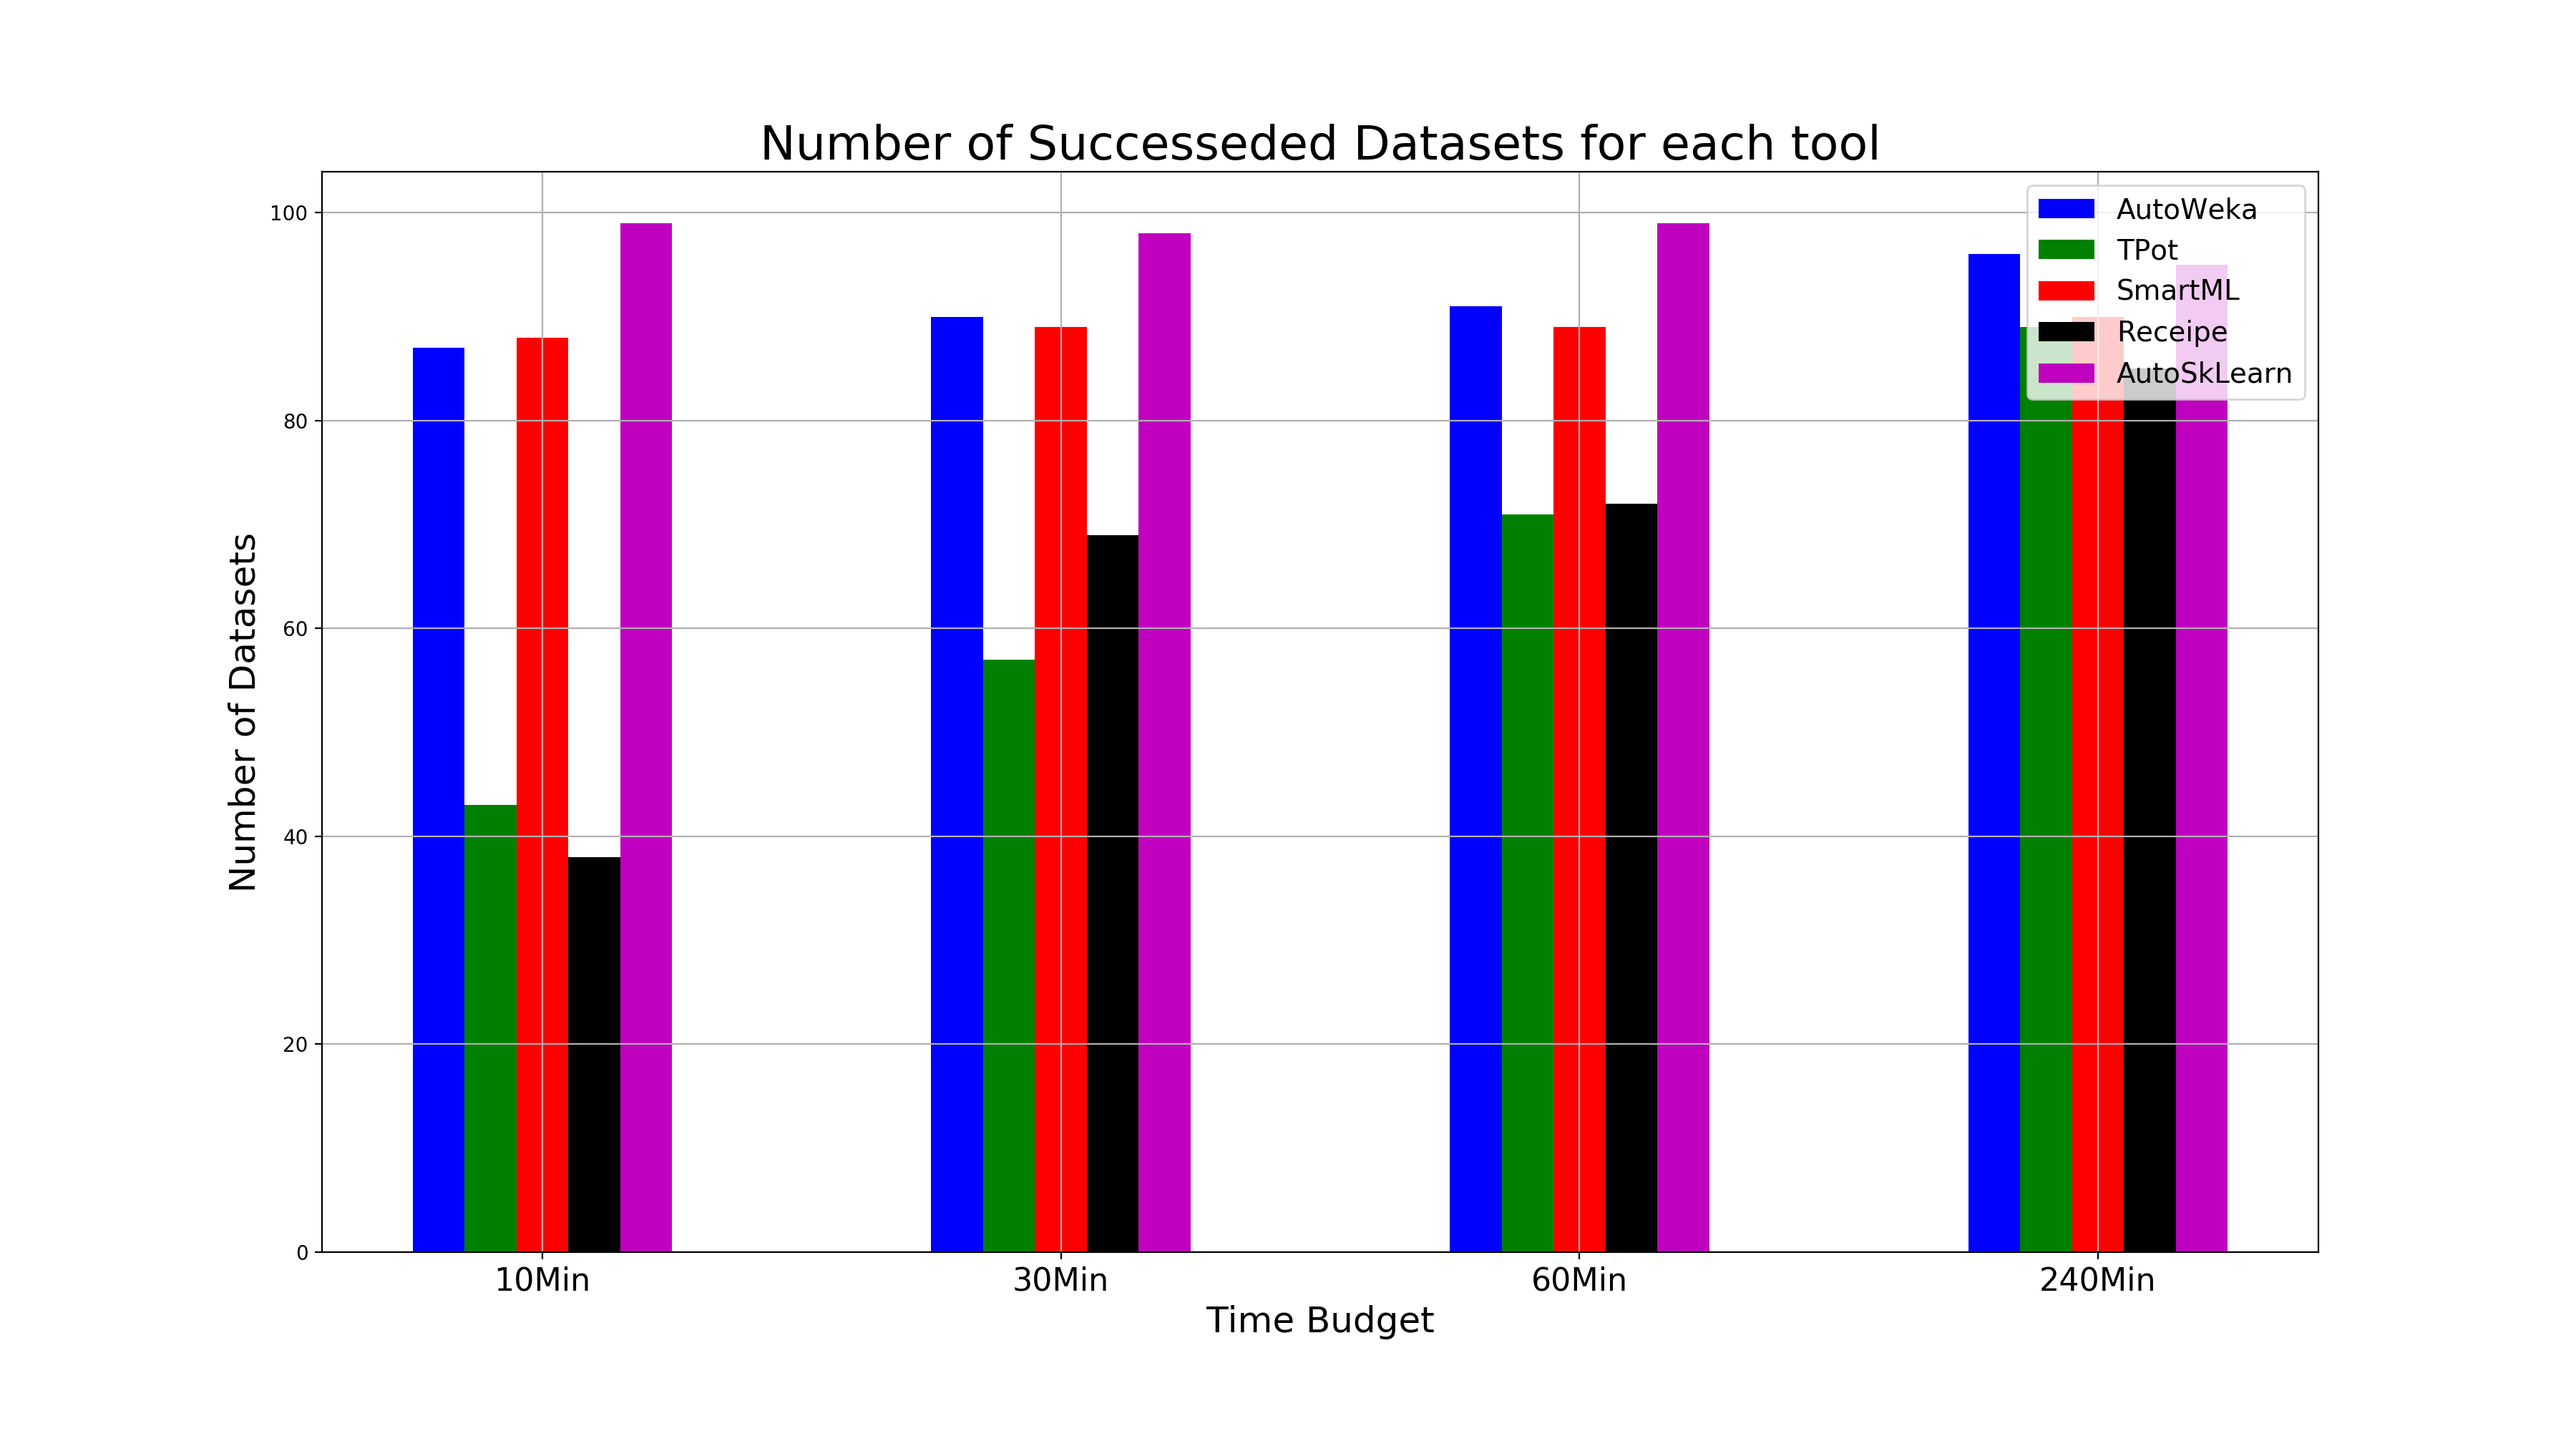 Number of Successeded Datasets for each tool
AutoWeka
TPot
SmartML
Receipe
AutoSkLearn
Number of Datasets
100
80
60
40
20
0
10Min
30Min
60Min
240Min
Time Budget